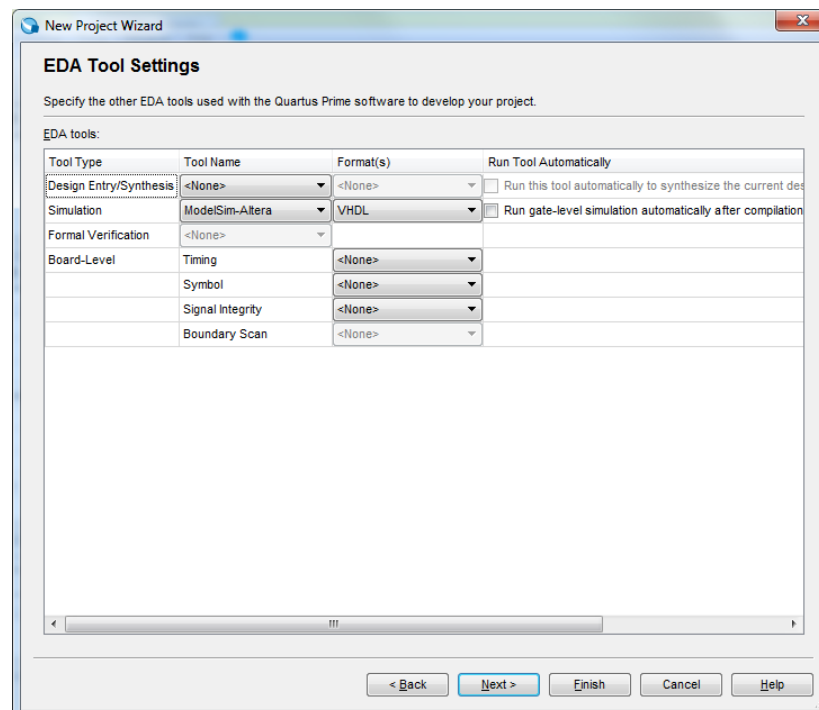 New Project Wizard
EDA Tool Settings
Specify the other EDA tools used with the Quartus Prime software to develop your project.
EDA tools:
Tool Type Tool Name Format(s) Run Tool Automatically
Design Entry/Synthesis <None> <None> Run this tool automatically to synthesize the current des
Simulation ModelSim-Altera VHDL Run gate-level simulation automatically after compilation
Formal Verification <None>
Board-Level Timing <None>
Symbol <None>
Signal Integrity <None>
Boundary Scan <None>
< Back Next > Finish Cancel Help